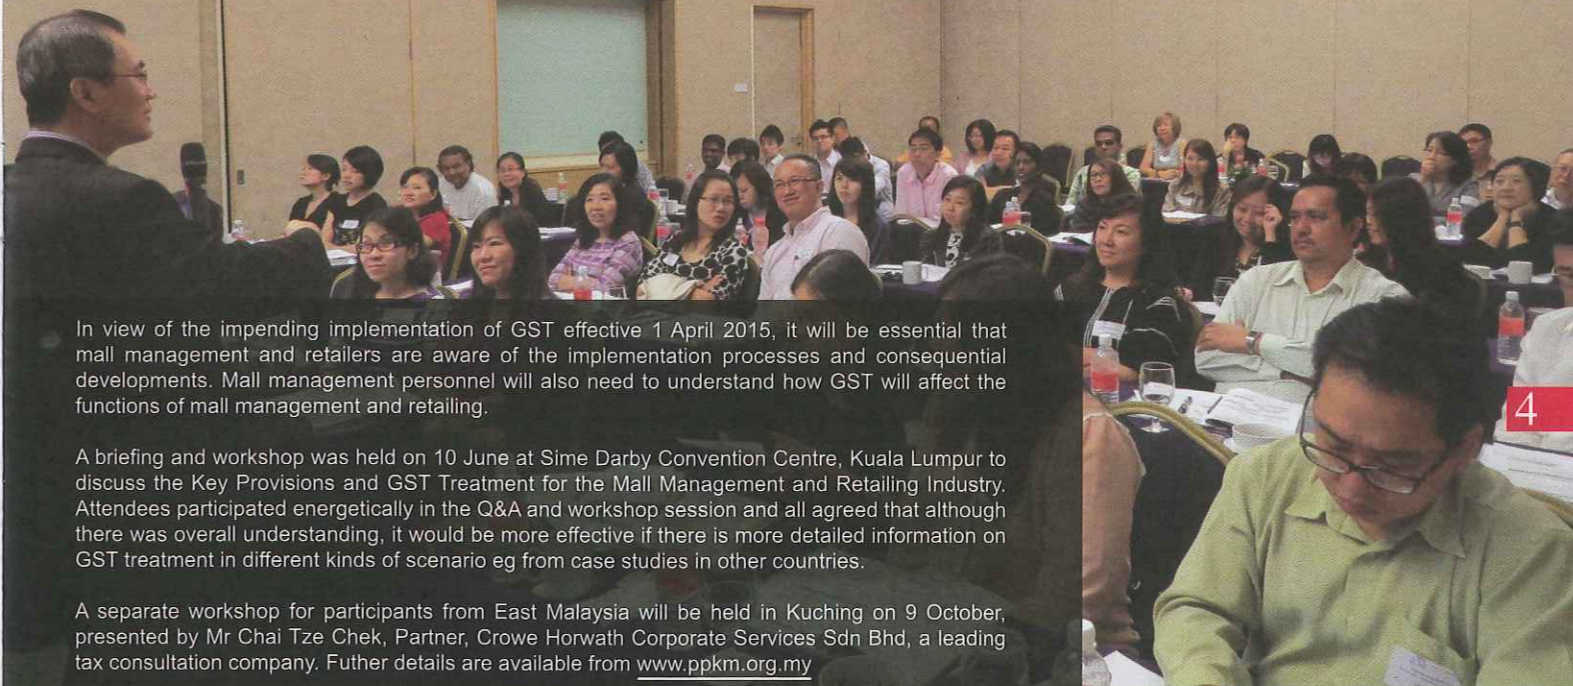 In view of the impending implementation of GST effective 1 April 2015, it will be essential that
mall management and retailers are aware of the implementation processes and consequential
developments. Mall management personnel will also need to understand how GST will affect the
functions of mall management and retailing.
A briefing and workshop was held on 10 June at Sime Darby Convention Centre, Kuala Lumpur to
discuss the Key Provisions and GST Treatment for the Mall Management and Retailing Industry.
Attendees participated energetically in the Q&A and workshop session and all agreed that although
there was overall understanding, it would be more effective if there is more detailed information on
GST treatment in different kinds of scenario eg from case studies in other countries.
A separate workshop for participants from East Malaysia will be held in Kuching on 9 October,
presented by Mr Chai Tze Chek, Partner, Crowe Horwath Corporate Services Sdn Bhd, a leading
tax consultation company. Futher details are available from www.ppkm.org.my
4